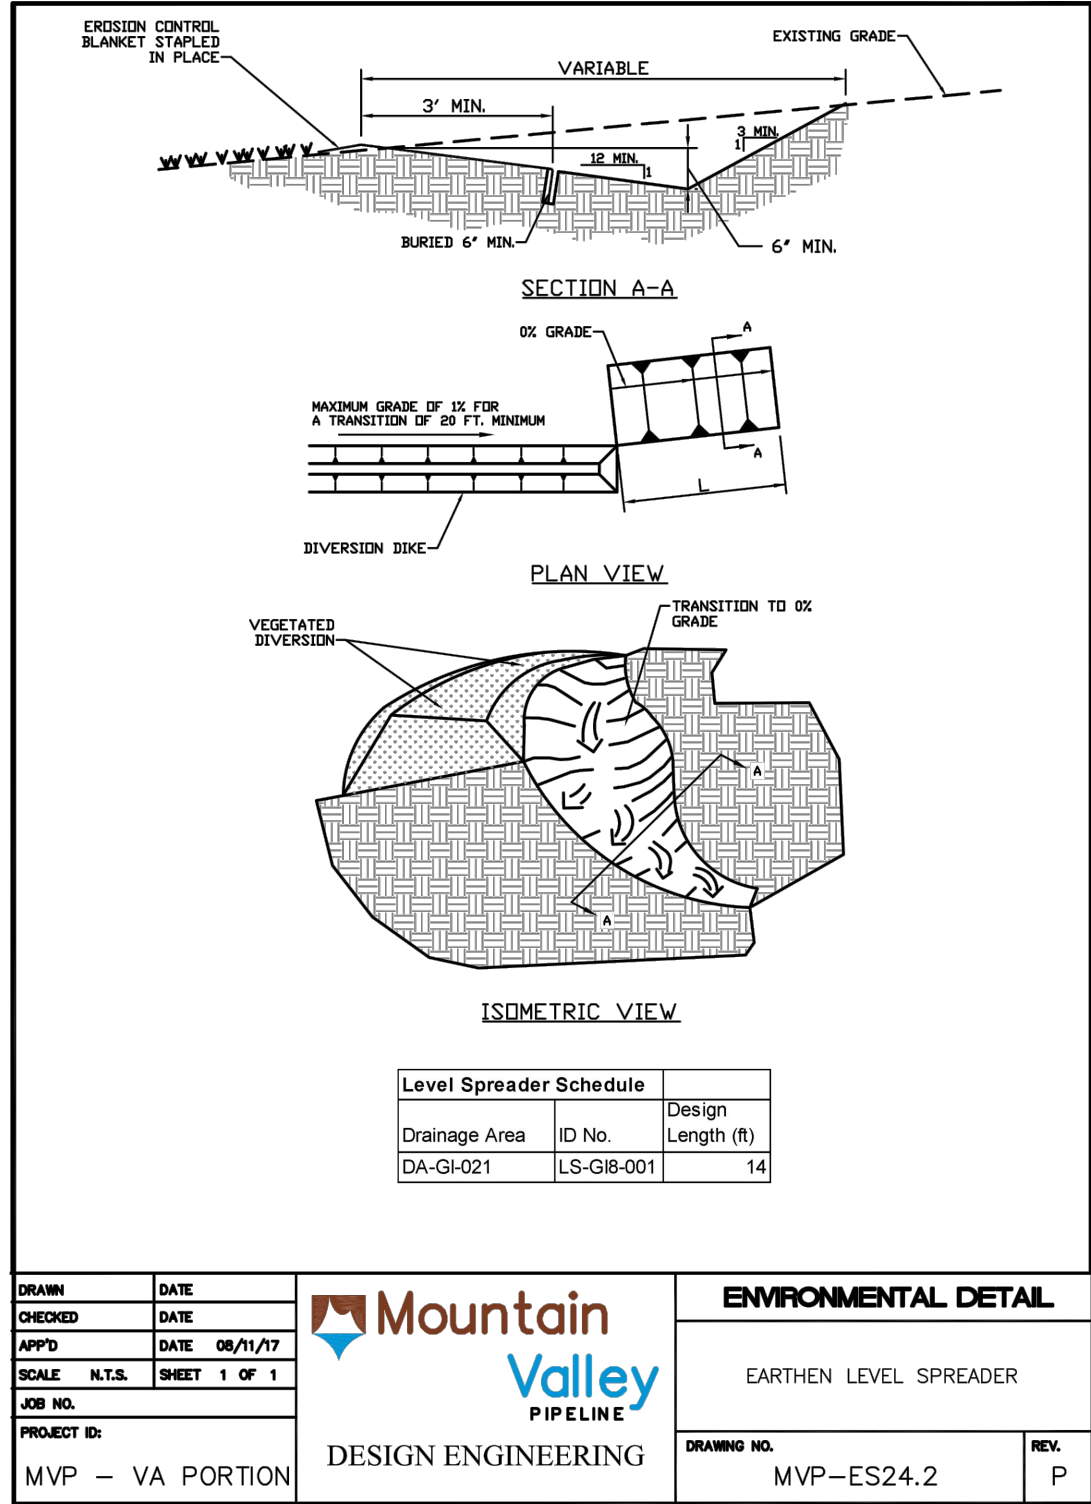 EROSION CONTROL
BLANKET STAPLED
IN PLACE
EXISTING GRADE
VARIABLE
3' MIN.
3 MIN.
1
12 MIN.
1
BURIED 6" MIN.
6" MIN.
SECTION A-A
0% GRADE
A
MAXIMUM GRADE OF 1% FOR
A TRANSITION OF 20 FT. MINIMUM
A
L
DIVERSION DIKE
PLAN VIEW
TRANSITION TO 0%
GRADE
VEGETATED
DIVERSION
A
A
ISOMETRIC VIEW
Level Spreader Schedule
Drainage Area ID No. Design
Length (ft)
DA-GI-021 LS-GI8-001 14
DRAWN DATE
CHECKED DATE
APP'D DATE 08/11/17
SCALE N.T.S. SHEET 1 OF 1
JOB NO.
PROJECT ID:
MVP - VA PORTION
Mountain
Valley
PIPELINE
DESIGN ENGINEERING
ENVIRONMENTAL DETAIL
EARTHEN LEVEL SPREADER
DRAWING NO.
MVP-ES24.2
REV.
P